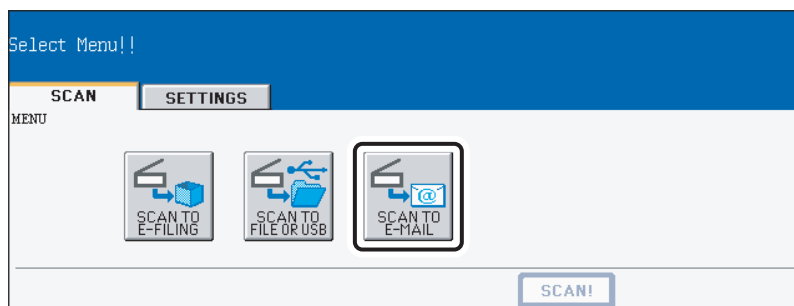 Select Menu!!
SCAN
SETTINGS
MENU
SCAN TO
E-FILING
SCAN TO
FILE OR USB
@
SCAN TO
E-MAIL
SCAN!